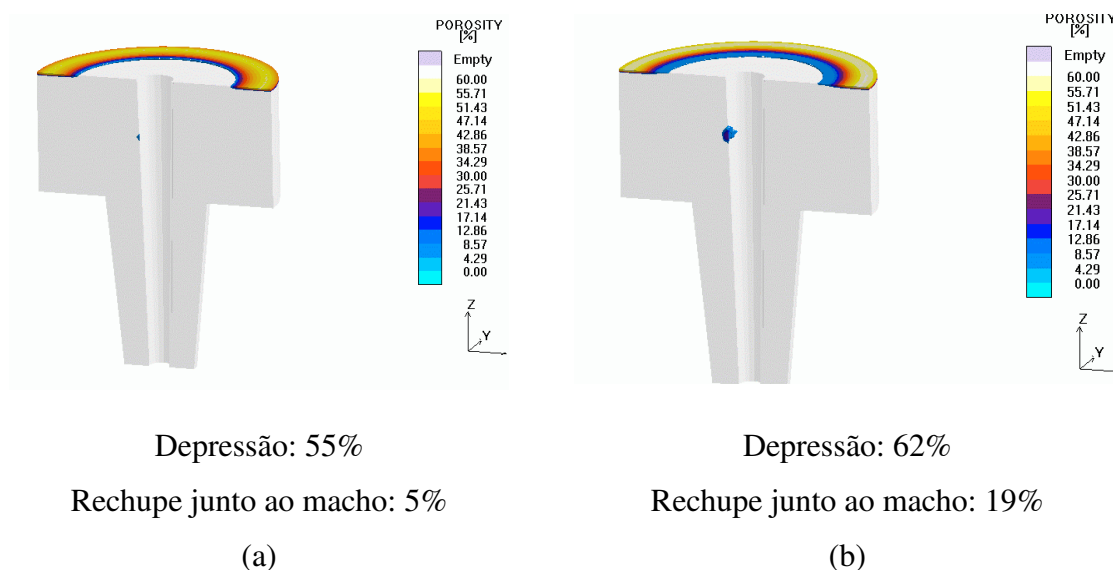 POROSITY
[%]
Empty
60.00
55.71
51.43
47.14
42.86
38.57
34.29
30.00
25.71
21.43
17.14
12.86
8.57
4.29
0.00
Z
Y
Depressão: 55%
Rechupe junto ao macho: 5%
(a)
POROSITY
[%]
Empty
60.00
55.71
51.43
47.14
42.86
38.57
34.29
30.00
25.71
21.43
17.14
12.86
8.57
4.29
0.00
Z
Y
Depressão: 62%
Rechupe junto ao macho: 19%
(b)